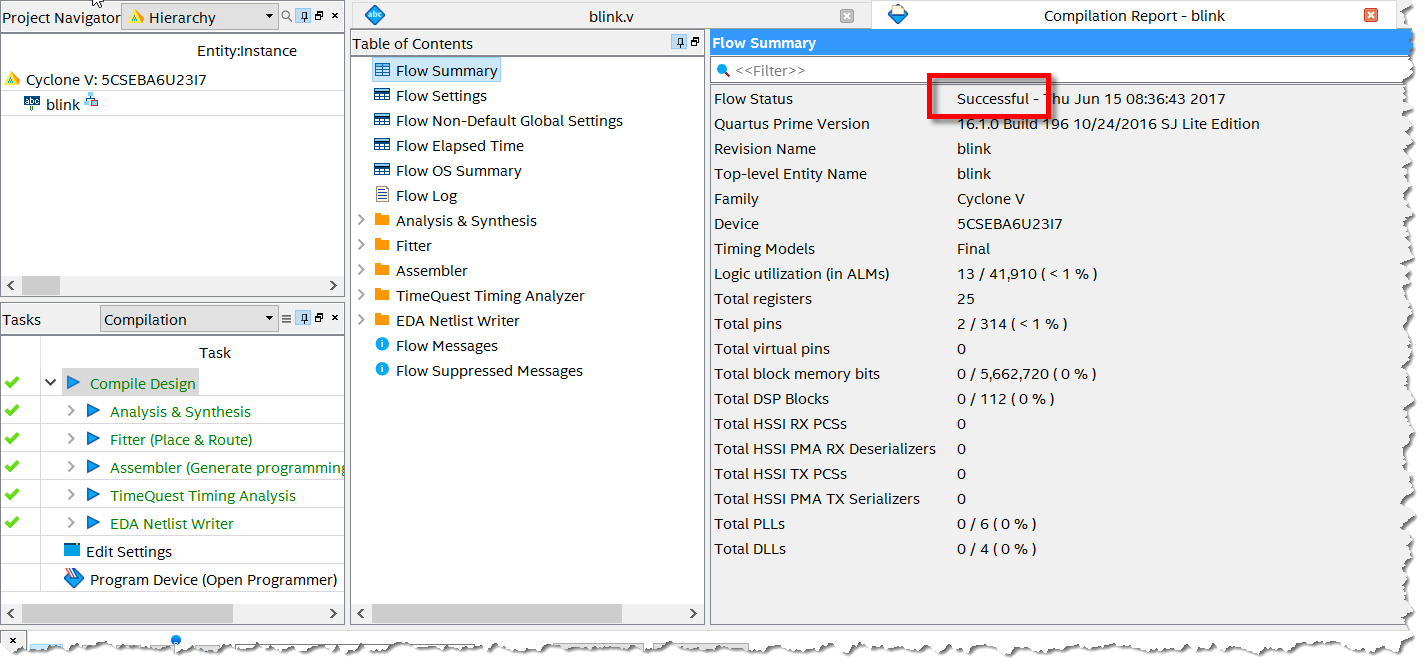 Project Navigator Hierarchy
Entity:Instance
Cyclone V: 5CSEBA6U23I7
abc blink
Tasks Compilation
Task
Compile Design
Analysis & Synthesis
Fitter (Place & Route)
Assembler (Generate programming
TimeQuest Timing Analysis
EDA Netlist Writer
Edit Settings
Program Device (Open Programmer)
abc blink.v
Compilation Report - blink
Table of Contents
Flow Summary
Flow Settings
Flow Non-Default Global Settings
Flow Elapsed Time
Flow OS Summary
Flow Log
Analysis & Synthesis
Fitter
Assembler
TimeQuest Timing Analyzer
EDA Netlist Writer
Flow Messages
Flow Suppressed Messages
Flow Summary
<<Filter>>
Flow Status Successful - Thu Jun 15 08:36:43 2017
Quartus Prime Version 16.1.0 Build 196 10/24/2016 SJ Lite Edition
Revision Name blink
Top-level Entity Name blink
Family Cyclone V
Device 5CSEBA6U23I7
Timing Models Final
Logic utilization (in ALMs) 13 / 41,910 ( < 1 % )
Total registers 25
Total pins 2 / 314 ( < 1 % )
Total virtual pins 0
Total block memory bits 0 / 5,662,720 ( 0 % )
Total DSP Blocks 0 / 112 ( 0 % )
Total HSSI RX PCSs 0
Total HSSI PMA RX Deserializers 0
Total HSSI TX PCSs 0
Total HSSI PMA TX Serializers 0
Total PLLs 0 / 6 ( 0 % )
Total DLLs 0 / 4 ( 0 % )